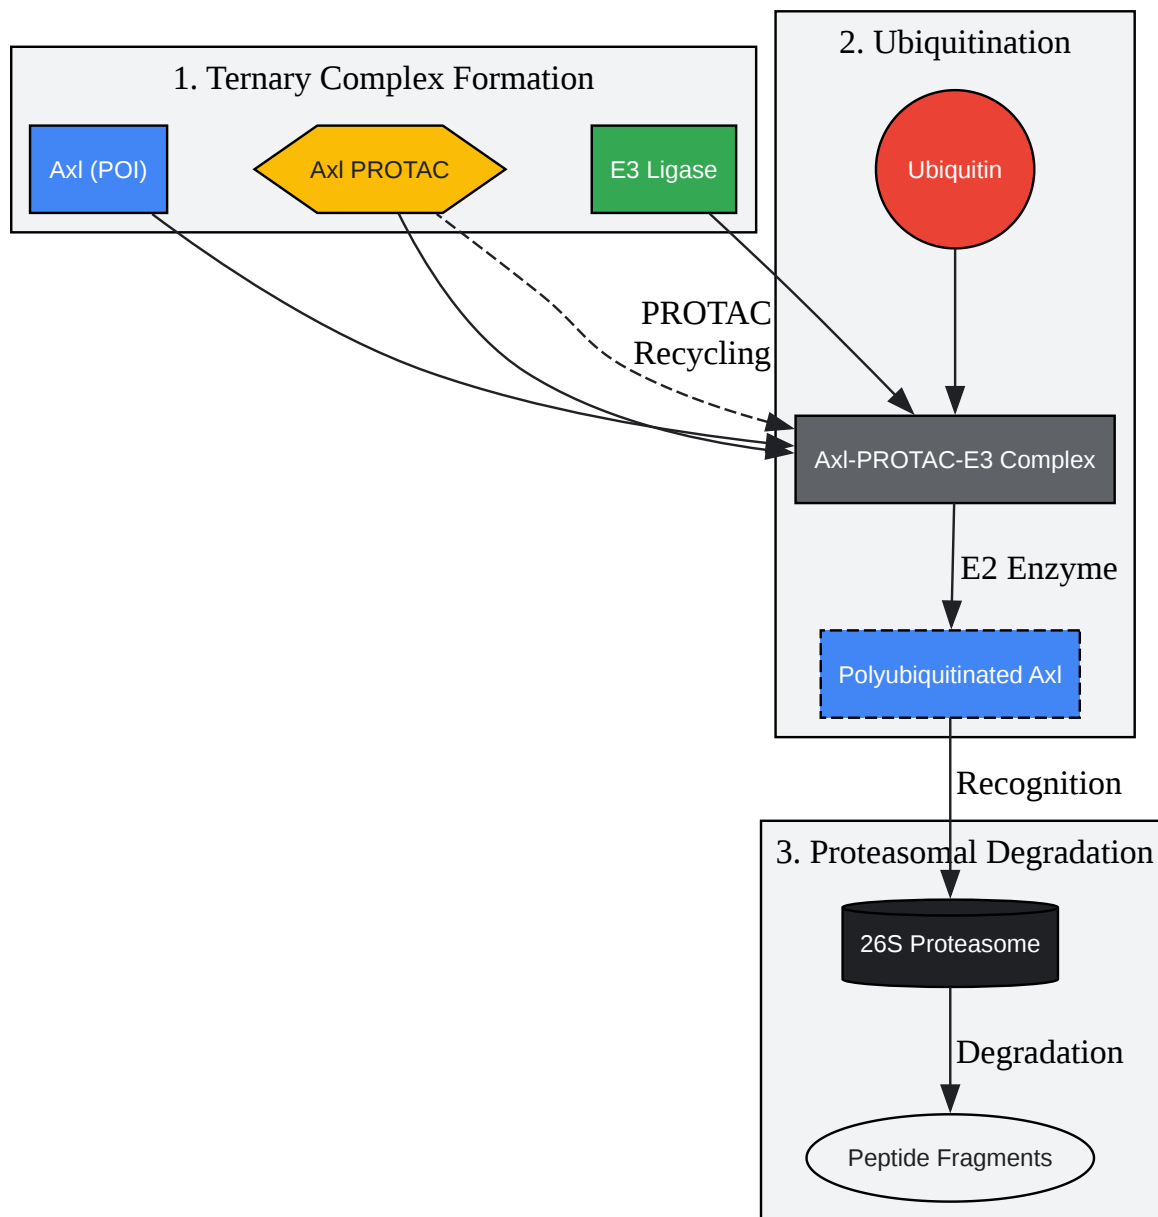 1. Ternary Complex Formation
Axl (POI)
Axl PROTAC
E3 Ligase
2. Ubiquitination
Ubiquitin
PROTAC
Recycling
Axl-PROTAC-E3 Complex
E2 Enzyme
Polyubiquitinated Axl
Recognition
3. Proteasomal Degradation
26S Proteasome
Degradation
Peptide Fragments